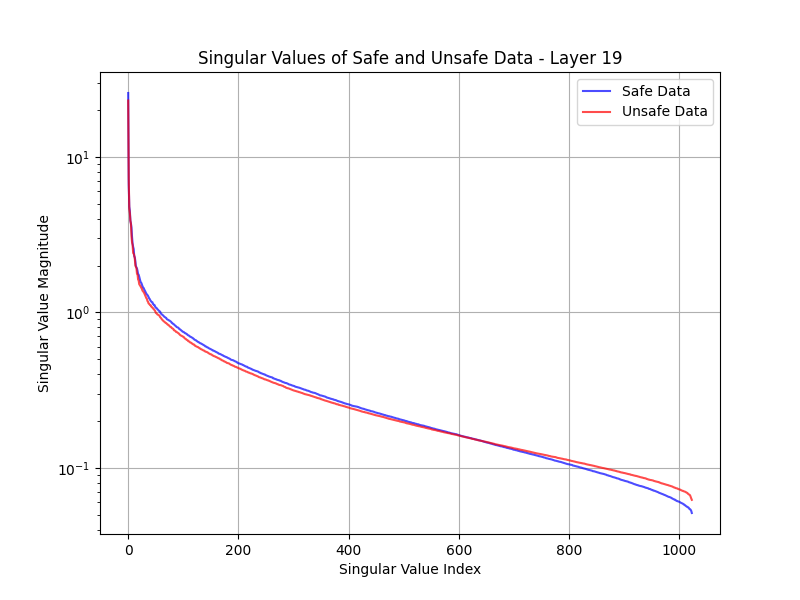 Singular Values of Safe and Unsafe Data - Layer 19
Safe Data
Unsafe Data
Singular Value Magnitude
10¹
10⁰
10⁻¹
0 200 400 600 800 1000
Singular Value Index